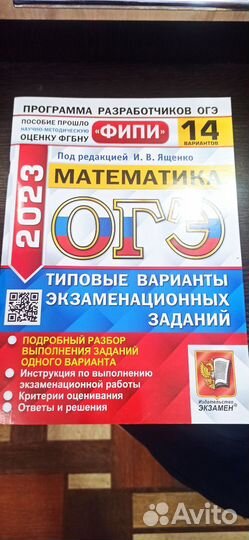 ПРОГРАММА РАЗРАБОТЧИКОВ ОГЭ
ПОСОБИЕ ПРОШЛО
НАУЧНО-МЕТОДИЧЕСКУЮ
ОЦЕНКУ ФГБНУ
«ФИПИ»
14
ВАРИАНТОВ
Под редакцией И. В. Ященко
МАТЕМАТИКА
2023
ОГЭ
ТИПОВЫЕ ВАРИАНТЫ
ЭКЗАМЕНАЦИОННЫХ
ЗАДАНИЙ
• ПОДРОБНЫЙ РАЗБОР
ВЫПОЛНЕНИЯ ЗАДАНИЙ
ОДНОГО ВАРИАНТА
• Инструкция по выполнению
экзаменационной работы
• Критерии оценивания
• Ответы и решения
Издательство
ЭКЗАМЕН®
Avito